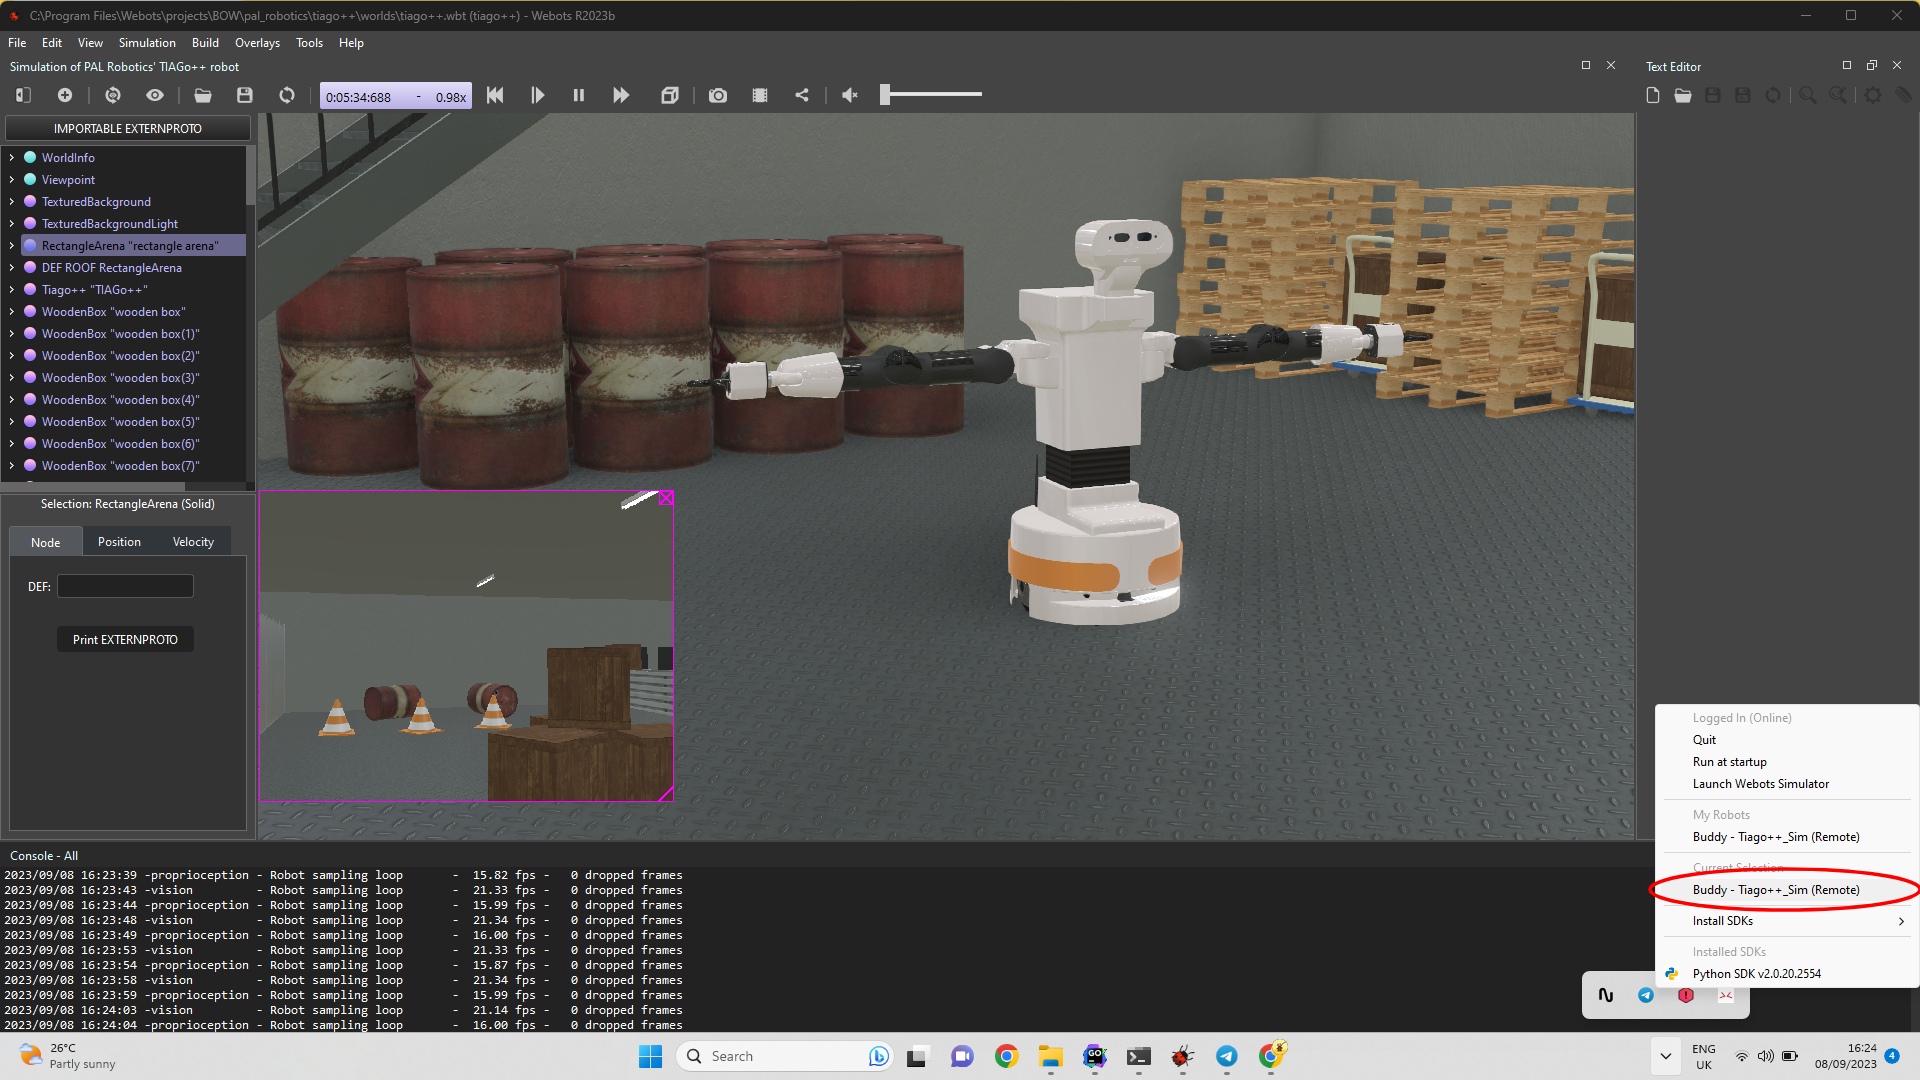 C:\Program Files\Webots\projects\BOW\pal_robotics\tiago++\worlds\tiago++.wbt (tiago++) - Webots R2023b
File Edit View Simulation Build Overlays Tools Help
Simulation of PAL Robotics' TIAGo++ robot
Text Editor
0:05:34:688 - 0.98x
IMPORTABLE EXTERNPROTO
WorldInfo
Viewpoint
TexturedBackground
TexturedBackgroundLight
RectangleArena "rectangle arena"
DEF ROOF RectangleArena
Tiago++ "TIAGo++"
WoodenBox "wooden box"
WoodenBox "wooden box(1)"
WoodenBox "wooden box(2)"
WoodenBox "wooden box(3)"
WoodenBox "wooden box(4)"
WoodenBox "wooden box(5)"
WoodenBox "wooden box(6)"
WoodenBox "wooden box(7)"
Selection: RectangleArena (Solid)
Node Position Velocity
DEF:
Print EXTERNPROTO
Logged In (Online)
Quit
Run at startup
Launch Webots Simulator
My Robots
Buddy - Tiago++_Sim (Remote)
Current Selection
Buddy - Tiago++_Sim (Remote)
Install SDKs
Installed SDKs
Python SDK v2.0.20.2554
Console - All
2023/09/08 16:23:39 -proprioception - Robot sampling loop - 15.82 fps - 0 dropped frames
2023/09/08 16:23:43 -vision - Robot sampling loop - 21.33 fps - 0 dropped frames
2023/09/08 16:23:44 -proprioception - Robot sampling loop - 15.99 fps - 0 dropped frames
2023/09/08 16:23:48 -vision - Robot sampling loop - 21.34 fps - 0 dropped frames
2023/09/08 16:23:49 -proprioception - Robot sampling loop - 16.00 fps - 0 dropped frames
2023/09/08 16:23:53 -vision - Robot sampling loop - 21.33 fps - 0 dropped frames
2023/09/08 16:23:54 -proprioception - Robot sampling loop - 15.87 fps - 0 dropped frames
2023/09/08 16:23:58 -vision - Robot sampling loop - 21.34 fps - 0 dropped frames
2023/09/08 16:23:59 -proprioception - Robot sampling loop - 15.99 fps - 0 dropped frames
2023/09/08 16:24:03 -vision - Robot sampling loop - 21.14 fps - 0 dropped frames
2023/09/08 16:24:04 -proprioception - Robot sampling loop - 16.00 fps - 0 dropped frames
26°C
Partly sunny
Search
GO
ENG
UK
16:24
08/09/2023
4